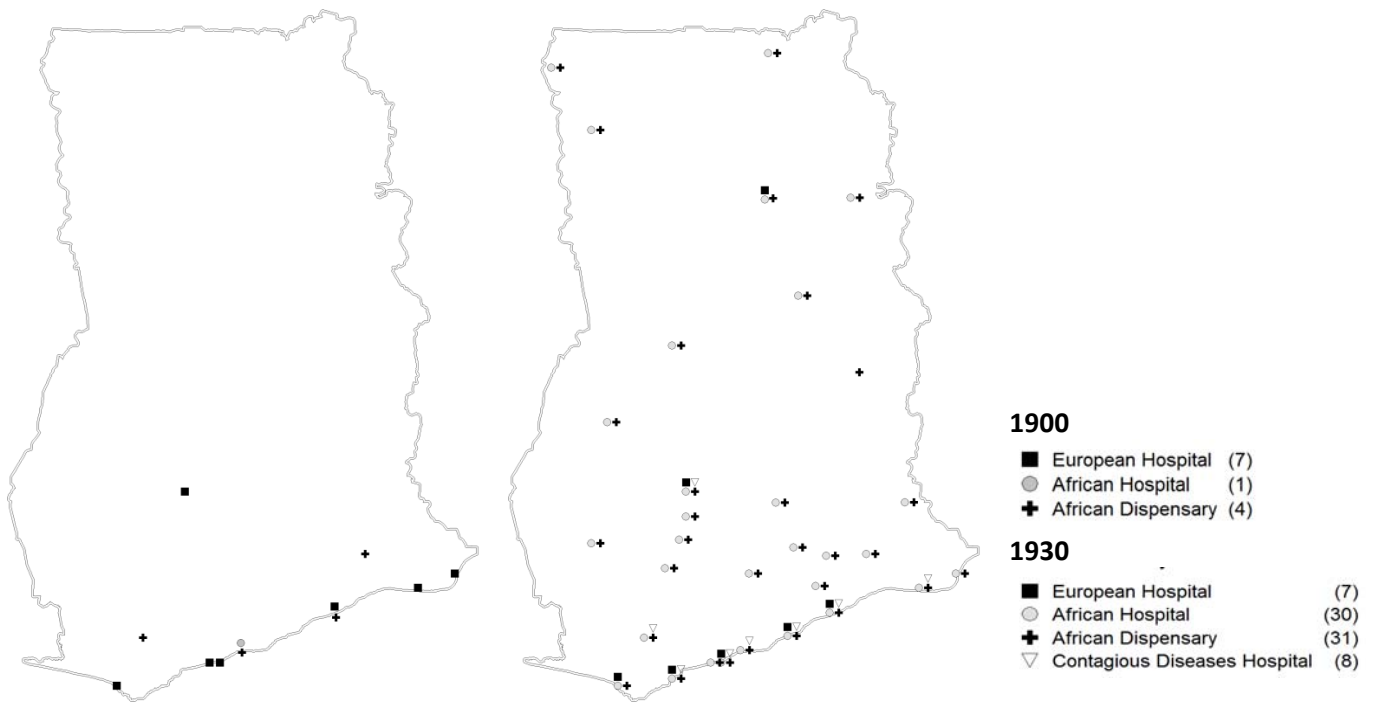 1900
European Hospital (7)
African Hospital (1)
African Dispensary (4)
1930
European Hospital (7)
African Hospital (30)
African Dispensary (31)
Contagious Diseases Hospital (8)